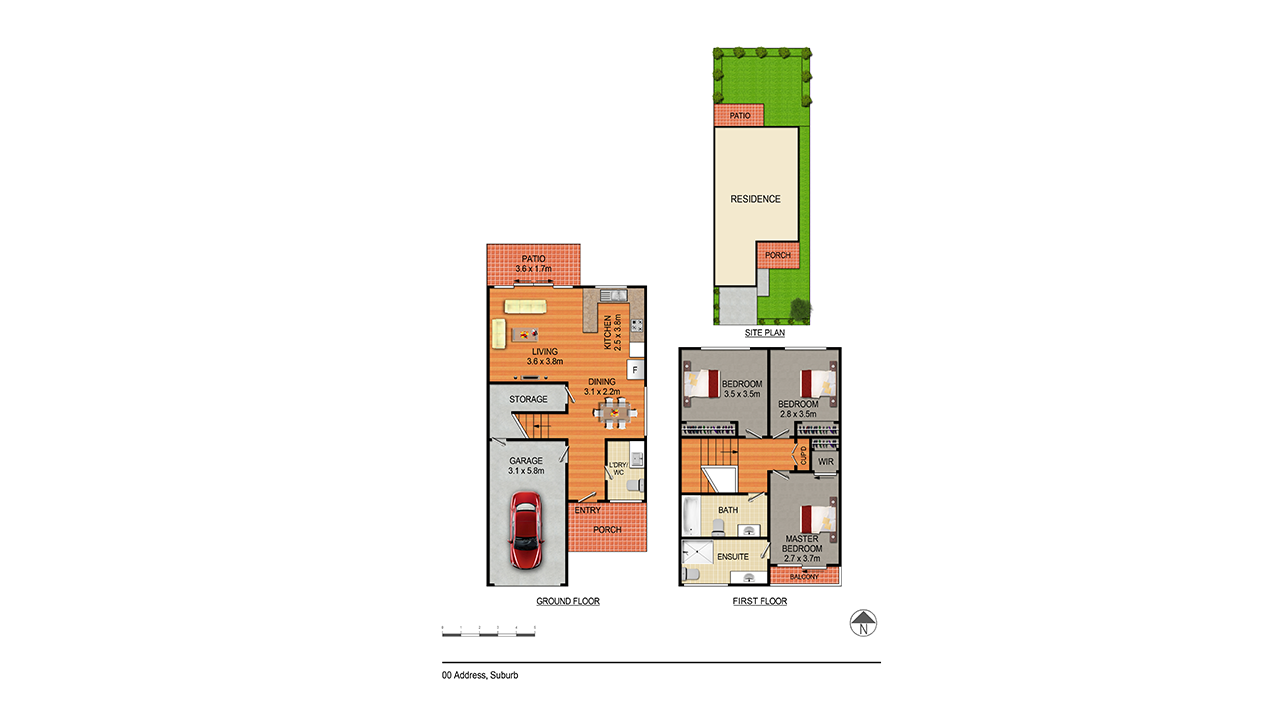 PATIO
RESIDENCE
PORCH
SITE PLAN
PATIO
3.6 x 1.7m
KITCHEN
2.5 x 3.8m
LIVING
3.6 x 3.8m
F
DINING
3.1 x 2.2m
STORAGE
GARAGE
3.1 x 5.8m
L'DRY/
WC
ENTRY
PORCH
GROUND FLOOR
BEDROOM
3.5 x 3.5m
BEDROOM
2.8 x 3.5m
CUP'D
WIR
BATH
MASTER
BEDROOM
2.7 x 3.7m
ENSUITE
BALCONY
FIRST FLOOR
0 1 2 3 4 5
N
00 Address, Suburb